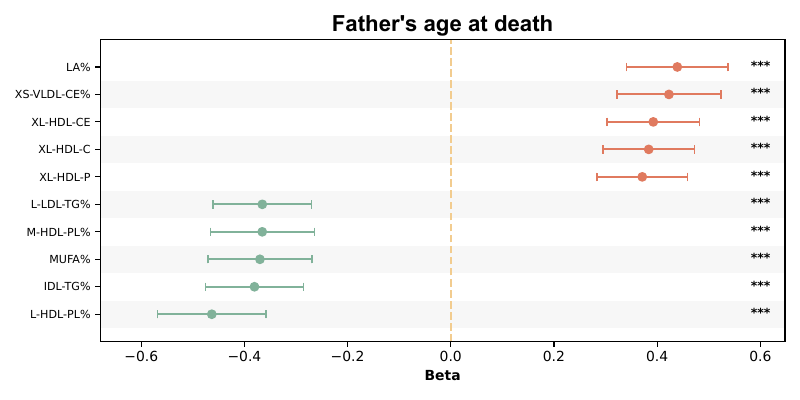 Father's age at death
LA% ***
XS-VLDL-CE% ***
XL-HDL-CE ***
XL-HDL-C ***
XL-HDL-P ***
L-LDL-TG% ***
M-HDL-PL% ***
MUFA% ***
IDL-TG% ***
L-HDL-PL% ***
−0.6 −0.4 −0.2 0.0 0.2 0.4 0.6
Beta